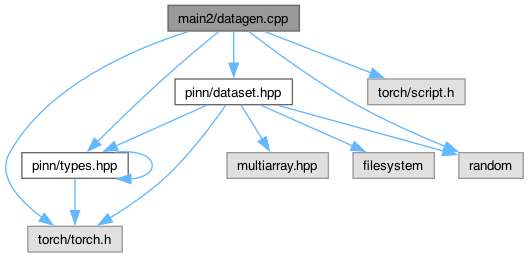 main2/datagen.cpp
pinn/dataset.hpp
torch/script.h
pinn/types.hpp
multiarray.hpp
filesystem
random
torch/torch.h